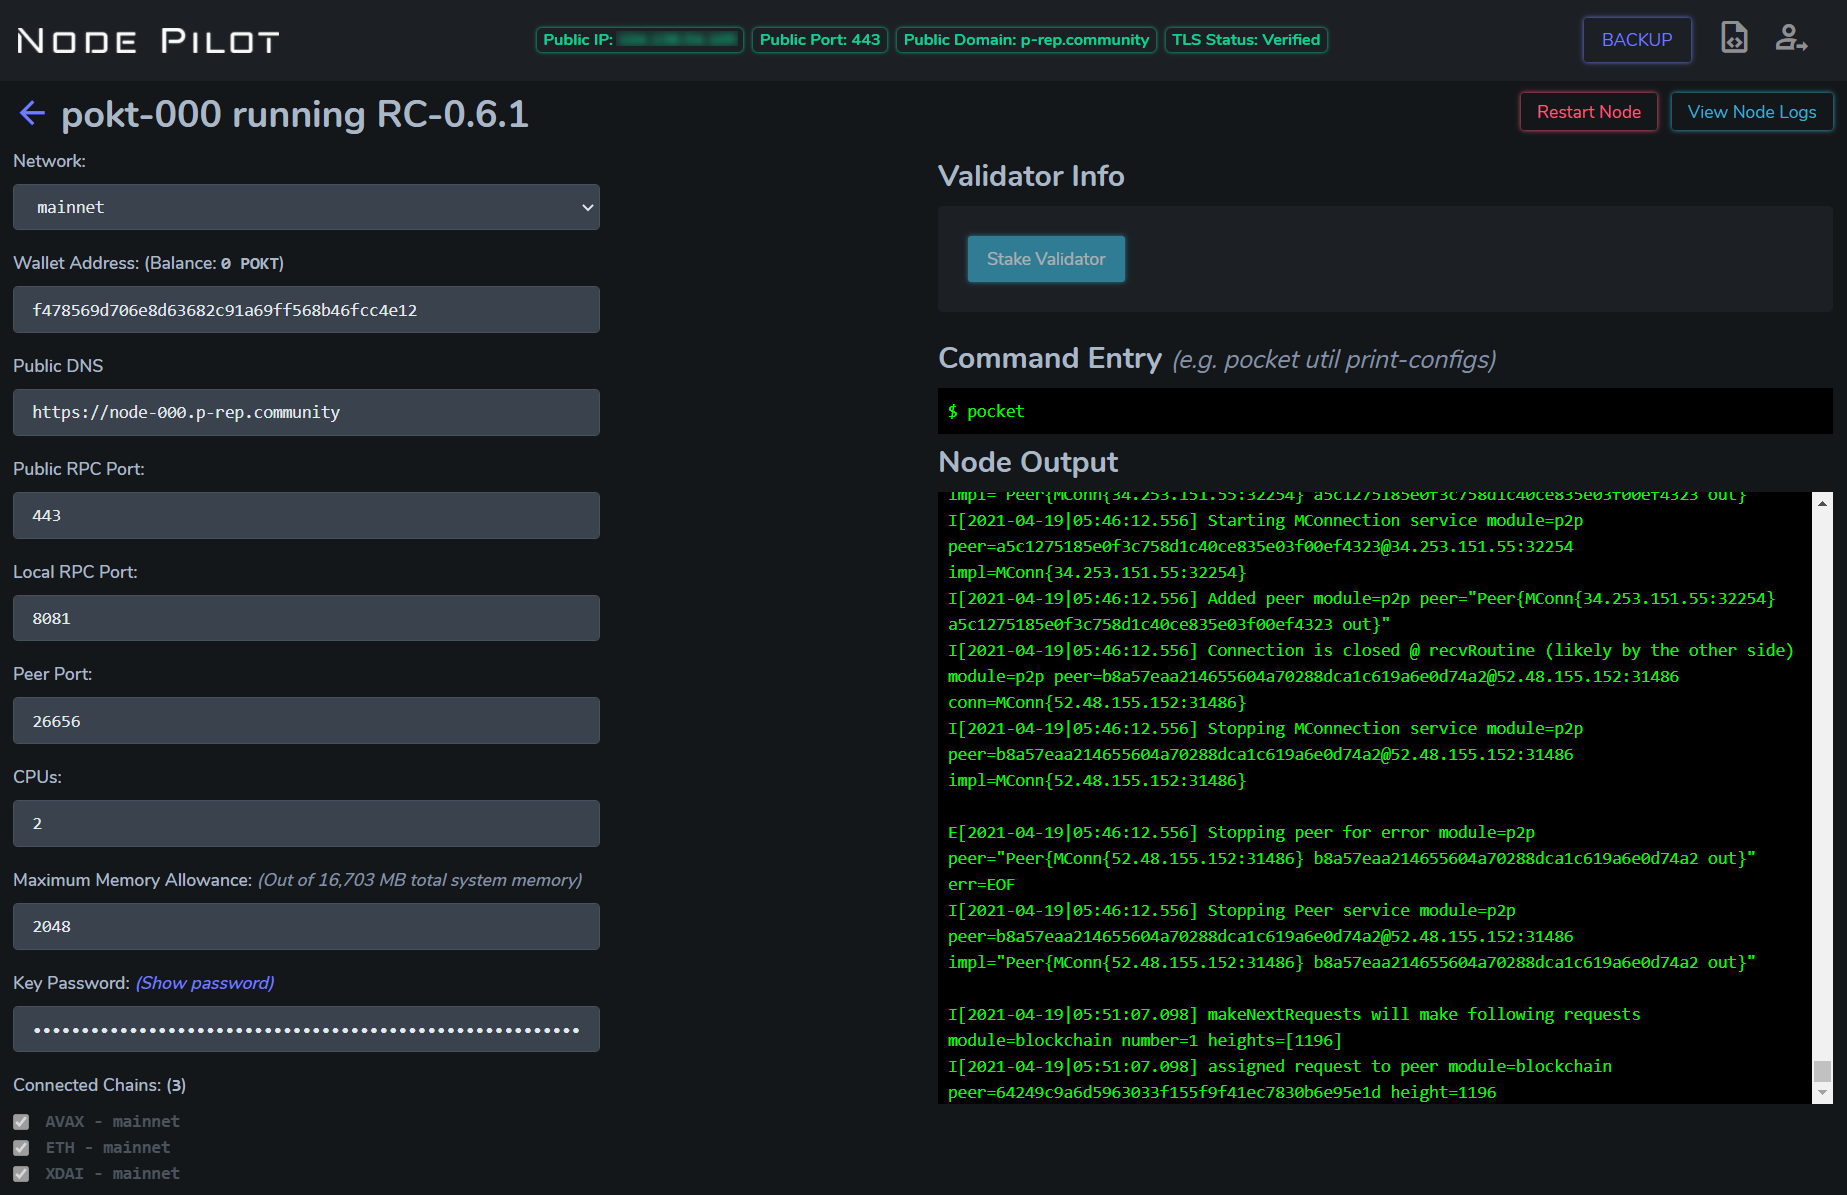 NODE PILOT
Public IP:
Public Port: 443
Public Domain: p-rep.community
TLS Status: Verified
BACKUP
pokt-000 running RC-0.6.1
Restart Node
View Node Logs
Network:
mainnet
Wallet Address: (Balance: 0 POKT)
f478569d706e8d63682c91a69ff568b46fcc4e12
Public DNS
https://node-000.p-rep.community
Public RPC Port:
443
Local RPC Port:
8081
Peer Port:
26656
CPUs:
2
Maximum Memory Allowance: (Out of 16,703 MB total system memory)
2048
Key Password: (Show password)
Connected Chains: (3)
AVAX - mainnet
ETH - mainnet
XDAI - mainnet
Validator Info
Stake Validator
Command Entry (e.g. pocket util print-configs)
$ pocket
Node Output
impl="Peer{MConn{34.253.151.55:32254} a5c1275185e0f3c758d1c40ce835e03f00ef4323 out}
I[2021-04-19|05:46:12.556] Starting MConnection service module=p2p
peer=a5c1275185e0f3c758d1c40ce835e03f00ef4323@34.253.151.55:32254
impl=MConn{34.253.151.55:32254}
I[2021-04-19|05:46:12.556] Added peer module=p2p peer="Peer{MConn{34.253.151.55:32254}
a5c1275185e0f3c758d1c40ce835e03f00ef4323 out}"
I[2021-04-19|05:46:12.556] Connection is closed @ recvRoutine (likely by the other side)
module=p2p peer=b8a57eaa214655604a70288dca1c619a6e0d74a2@52.48.155.152:31486
conn=MConn{52.48.155.152:31486}
I[2021-04-19|05:46:12.556] Stopping MConnection service module=p2p
peer=b8a57eaa214655604a70288dca1c619a6e0d74a2@52.48.155.152:31486
impl=MConn{52.48.155.152:31486}
E[2021-04-19|05:46:12.556] Stopping peer for error module=p2p
peer="Peer{MConn{52.48.155.152:31486} b8a57eaa214655604a70288dca1c619a6e0d74a2 out}"
err=EOF
I[2021-04-19|05:46:12.556] Stopping Peer service module=p2p
peer=b8a57eaa214655604a70288dca1c619a6e0d74a2@52.48.155.152:31486
impl="Peer{MConn{52.48.155.152:31486} b8a57eaa214655604a70288dca1c619a6e0d74a2 out}"
I[2021-04-19|05:51:07.098] makeNextRequests will make following requests
module=blockchain number=1 heights=[1196]
I[2021-04-19|05:51:07.098] assigned request to peer module=blockchain
peer=64249c9a6d5963033f155f9f41ec7830b6e95e1d height=1196